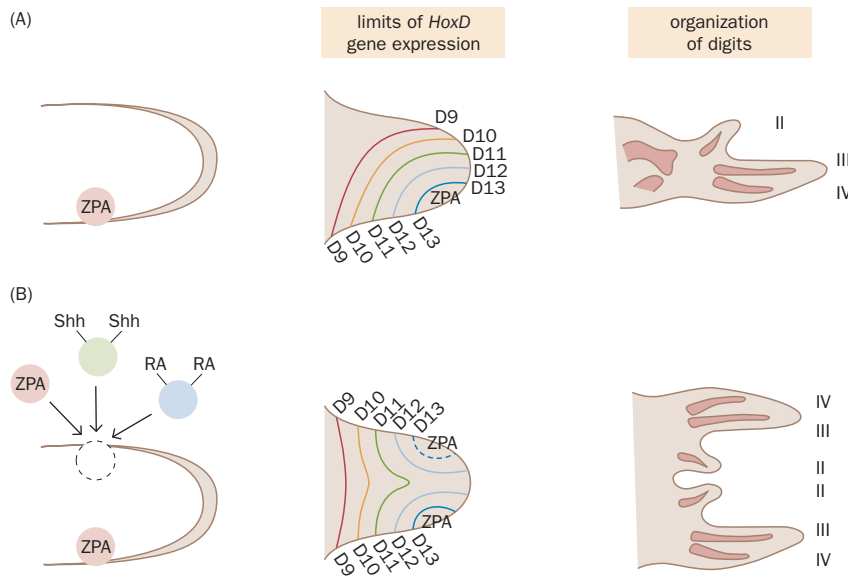 (A)
limits of HoxD
gene expression
organization
of digits
ZPA
D9
D10
D11
D12
D13
ZPA
D9
D10
D11
D12
D13
II
III
IV
(B)
Shh Shh
RA RA
ZPA
ZPA
D9
D10
D11
D12
D13
ZPA
ZPA
D9
D10
D11
D12
D13
IV
III
II
II
III
IV